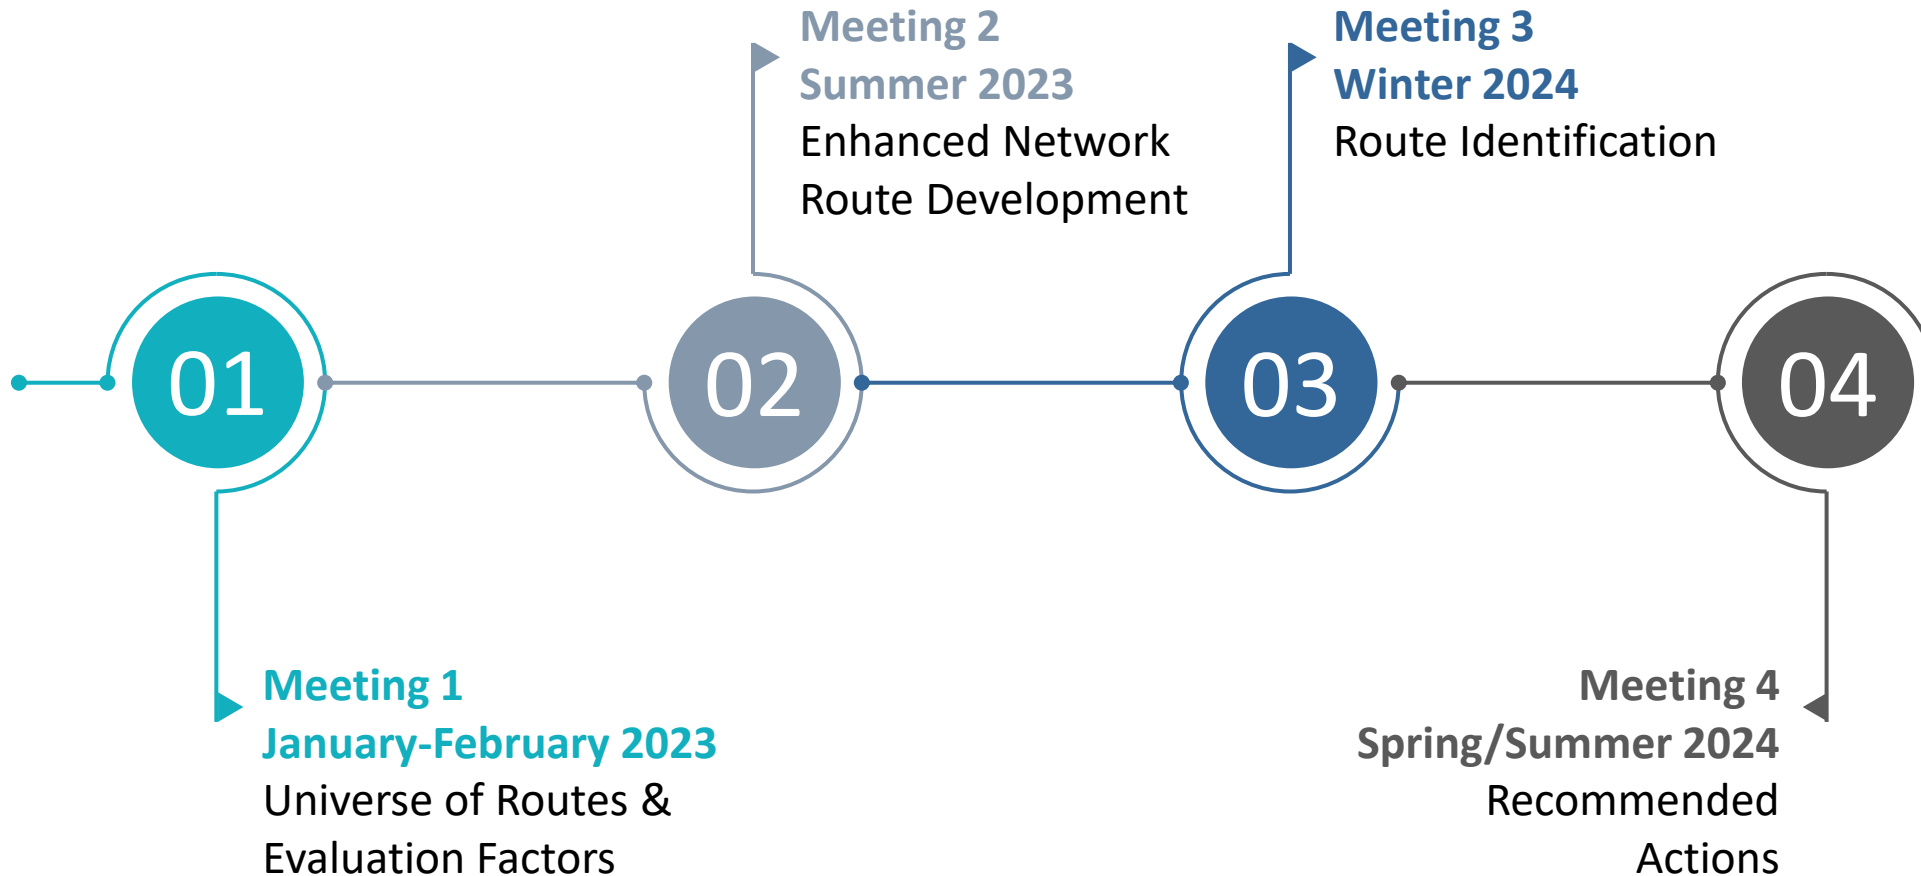 Meeting 2
Summer 2023
Enhanced Network
Route Development
Meeting 3
Winter 2024
Route Identification
01
02
03
04
Meeting 1
January-February 2023
Universe of Routes &
Evaluation Factors
Meeting 4
Spring/Summer 2024
Recommended
Actions